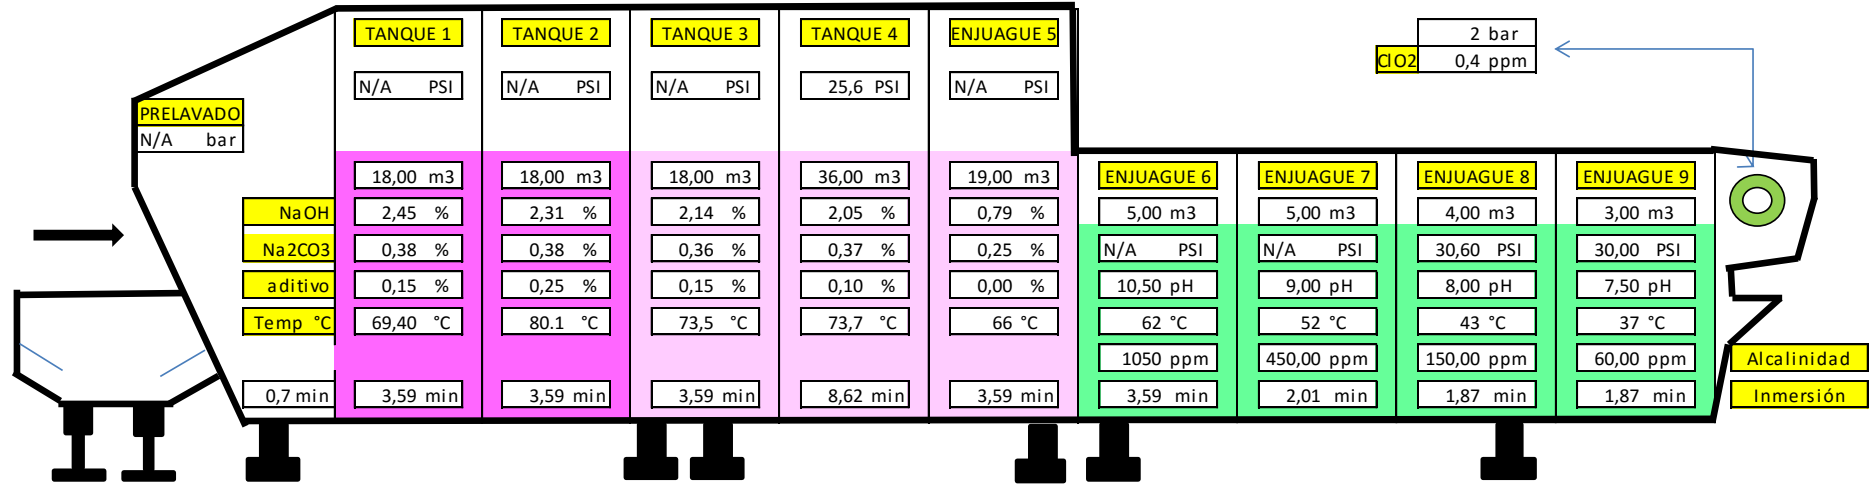 TANQUE 1 TANQUE 2 TANQUE 3 TANQUE 4 ENJUAGUE 5 2 bar
ClO2 0,4 ppm
N/A PSI N/A PSI N/A PSI 25,6 PSI N/A PSI
PRELAVADO
N/A bar
18,00 m3 18,00 m3 18,00 m3 36,00 m3 19,00 m3 ENJUAGUE 6 ENJUAGUE 7 ENJUAGUE 8 ENJUAGUE 9
NaOH 2,45 % 2,31 % 2,14 % 2,05 % 0,79 % 5,00 m3 5,00 m3 4,00 m3 3,00 m3
Na2CO3 0,38 % 0,38 % 0,36 % 0,37 % 0,25 % N/A PSI N/A PSI 30,60 PSI 30,00 PSI
aditivo 0,15 % 0,25 % 0,15 % 0,10 % 0,00 % 10,50 pH 9,00 pH 8,00 pH 7,50 pH
Temp °C 69,40 °C 80.1 °C 73,5 °C 73,7 °C 66 °C 62 °C 52 °C 43 °C 37 °C
1050 ppm 450,00 ppm 150,00 ppm 60,00 ppm Alcalinidad
0,7 min 3,59 min 3,59 min 3,59 min 8,62 min 3,59 min 3,59 min 2,01 min 1,87 min 1,87 min Inmersión